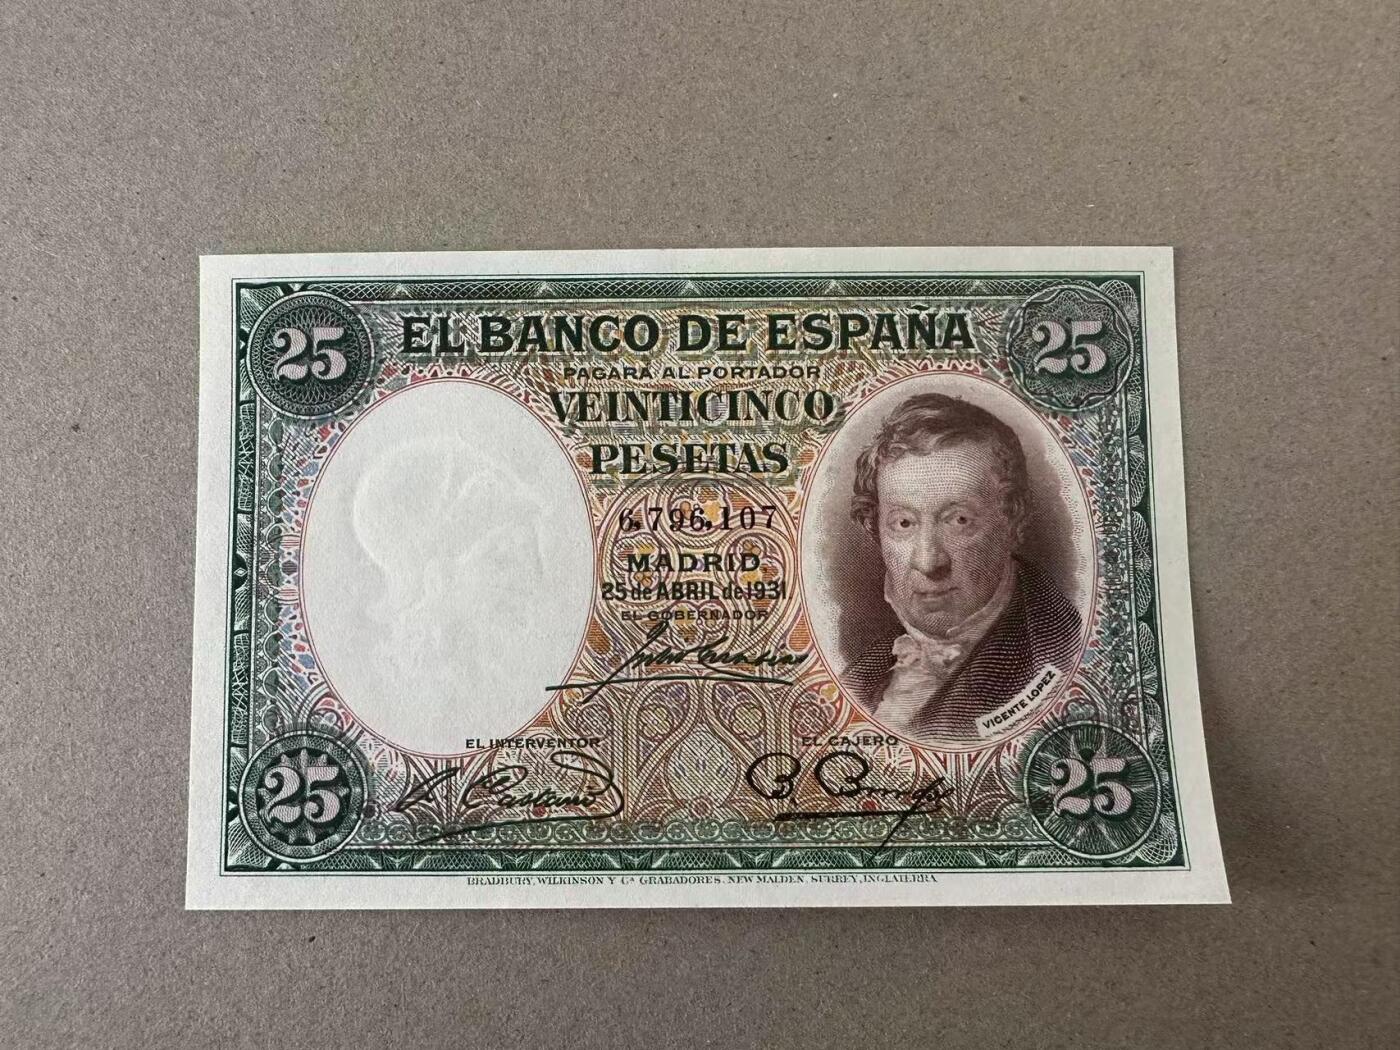 25
EL BANCO DE ESPAÑA
25
PAGARÁ AL PORTADOR
VEINTICINCO
PESETAS
6,796,107
MADRID
25 de ABRIL de 1931
EL GOBERNADOR
VICENTE LOPEZ
EL INTERVENTOR
EL CAJERO
25
25
BRADBURY, WILKINSON Y Cª GRABADORES, NEW MALDEN, SURREY, INGLATERRA